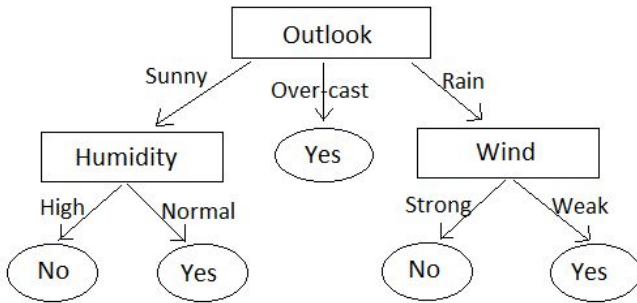 Outlook
Sunny
Over-cast
Rain
Humidity
Yes
Wind
High
Normal
Strong
Weak
No
Yes
No
Yes